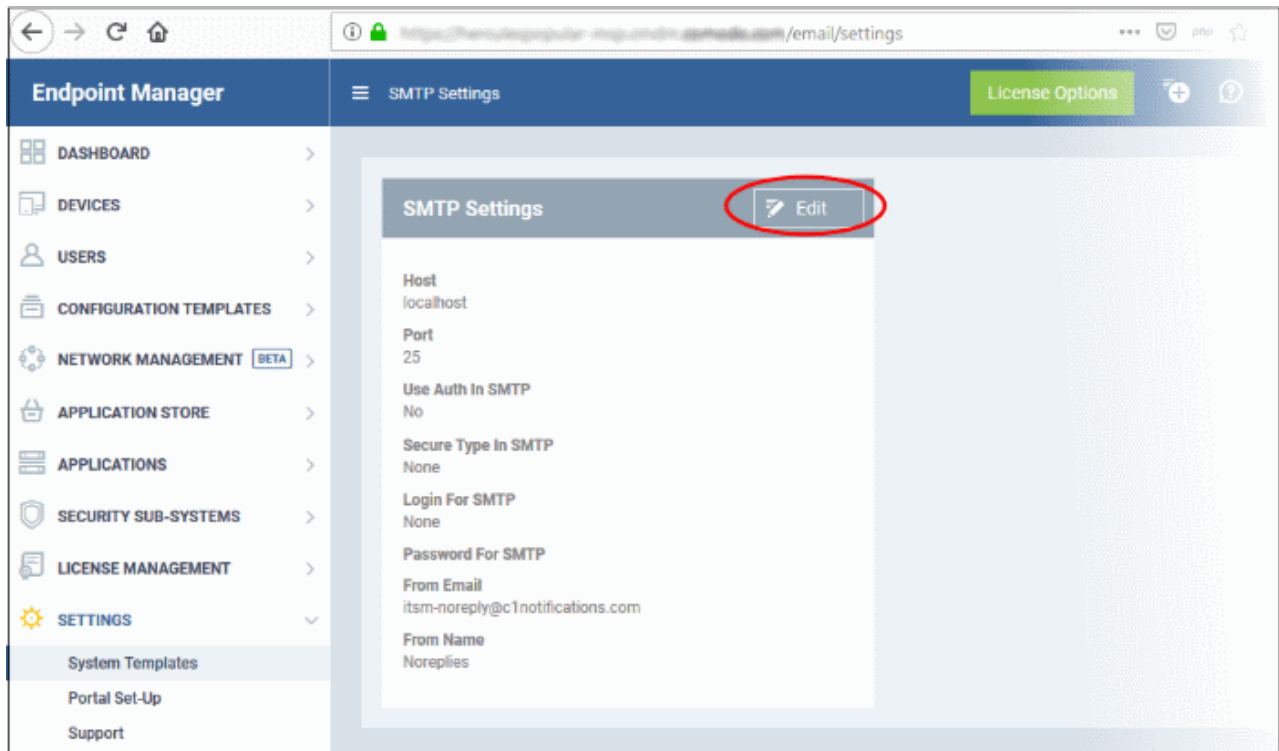 /email/settings
Endpoint Manager
SMTP Settings
License Options
DASHBOARD
DEVICES
USERS
CONFIGURATION TEMPLATES
NETWORK MANAGEMENT BETA
APPLICATION STORE
APPLICATIONS
SECURITY SUB-SYSTEMS
LICENSE MANAGEMENT
SETTINGS
System Templates
Portal Set-Up
Support
SMTP Settings
Edit
Host
localhost
Port
25
Use Auth In SMTP
No
Secure Type In SMTP
None
Login For SMTP
None
Password For SMTP
From Email
itsm-noreply@c1notifications.com
From Name
Noreplies